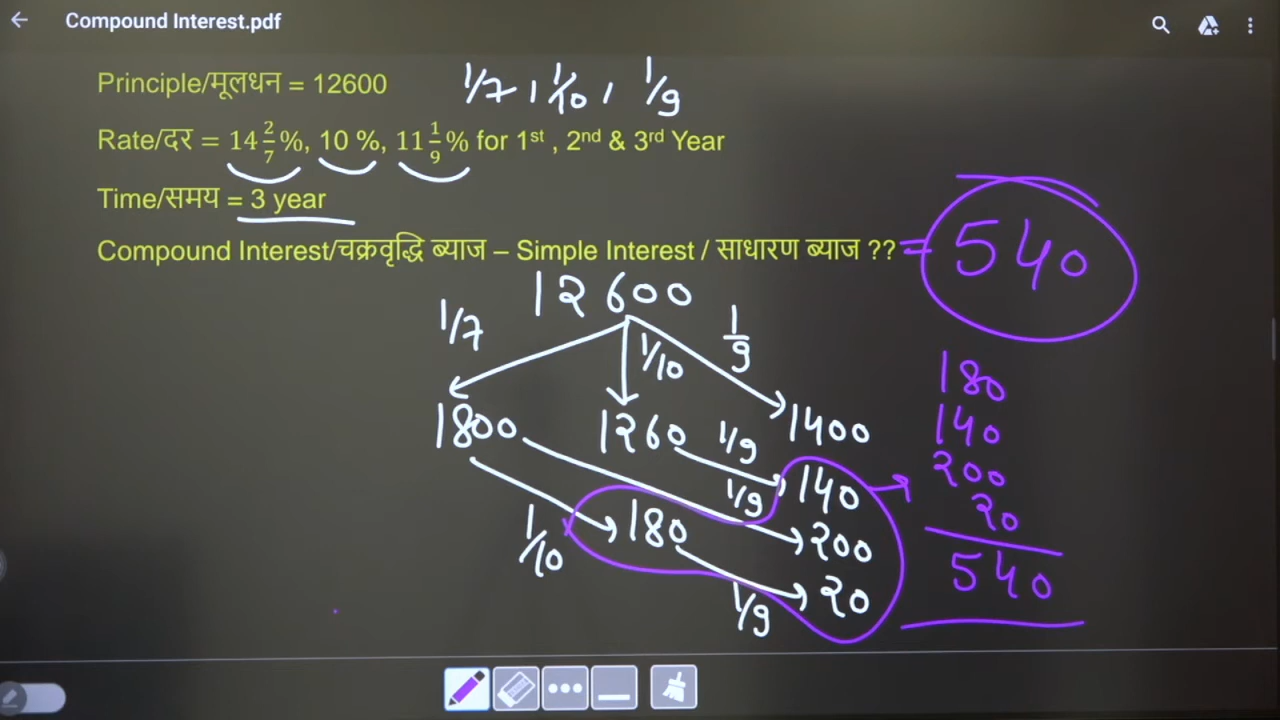 Compound Interest.pdf
Principle/मूलधन = 12600
1/7, 1/10, 1/9
Rate/दर = 14 2/7%, 10 %, 11 1/9% for 1st , 2nd & 3rd Year
Time/समय = 3 year
Compound Interest/चक्रवृद्धि ब्याज – Simple Interest / साधारण ब्याज ?? = 540
12600
1/7 1/10 1/9
1800 1260 1/9 1400
1/9 140
1/10 180 200
1/9 20
180
140
200
20
540